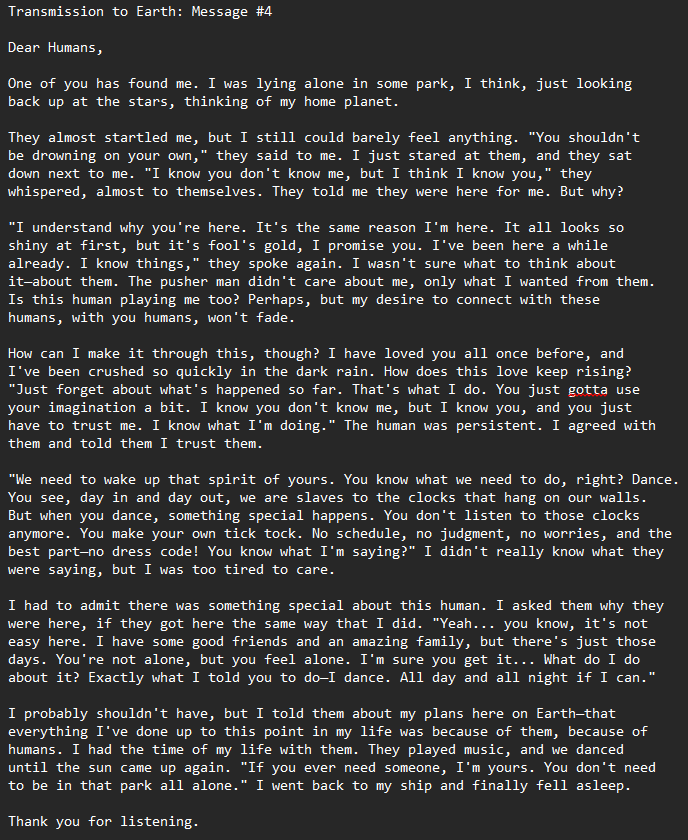 Transmission to Earth: Message #4
Dear Humans,
One of you has found me. I was lying alone in some park, I think, just looking
back up at the stars, thinking of my home planet.
They almost startled me, but I still could barely feel anything. "You shouldn't
be drowning on your own," they said to me. I just stared at them, and they sat
down next to me. "I know you don't know me, but I think I know you," they
whispered, almost to themselves. They told me they were here for me. But why?
"I understand why you're here. It's the same reason I'm here. It all looks so
shiny at first, but it's fool's gold, I promise you. I've been here a while
already. I know things," they spoke again. I wasn't sure what to think about
it—about them. The pusher man didn't care about me, only what I wanted from them.
Is this human playing me too? Perhaps, but my desire to connect with these
humans, with you humans, won't fade.
How can I make it through this, though? I have loved you all once before, and
I've been crushed so quickly in the dark rain. How does this love keep rising?
"Just forget about what's happened so far. That's what I do. You just gotta use
your imagination a bit. I know you don't know me, but I know you, and you just
have to trust me. I know what I'm doing." The human was persistent. I agreed with
them and told them I trust them.
"We need to wake up that spirit of yours. You know what we need to do, right? Dance.
You see, day in and day out, we are slaves to the clocks that hang on our walls.
But when you dance, something special happens. You don't listen to those clocks
anymore. You make your own tick tock. No schedule, no judgment, no worries, and the
best part—no dress code! You know what I'm saying?" I didn't really know what they
were saying, but I was too tired to care.
I had to admit there was something special about this human. I asked them why they
were here, if they got here the same way that I did. "Yeah... you know, it's not
easy here. I have some good friends and an amazing family, but there's just those
days. You're not alone, but you feel alone. I'm sure you get it... What do I do
about it? Exactly what I told you to do—I dance. All day and all night if I can."
I probably shouldn't have, but I told them about my plans here on Earth—that
everything I've done up to this point in my life was because of them, because of
humans. I had the time of my life with them. They played music, and we danced
until the sun came up again. "If you ever need someone, I'm yours. You don't need
to be in that park all alone." I went back to my ship and finally fell asleep.
Thank you for listening.